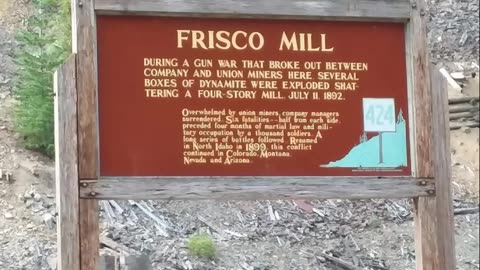 FRISCO MILL
DURING A GUN WAR THAT BROKE OUT BETWEEN
COMPANY AND UNION MINERS HERE, SEVERAL
BOXES OF DYNAMITE WERE EXPLODED SHAT-
TERING A FOUR-STORY MILL, JULY 11, 1892.
Overwhelmed by union miners, company managers
surrendered. Six fatalities--half from each side,
preceded four months of martial law and mili-
tary occupation by a thousand soldiers. A
long series of battles followed. Resumed
in North Idaho in 1899, this conflict
continued in Colorado, Montana,
Nevada and Arizona.
424